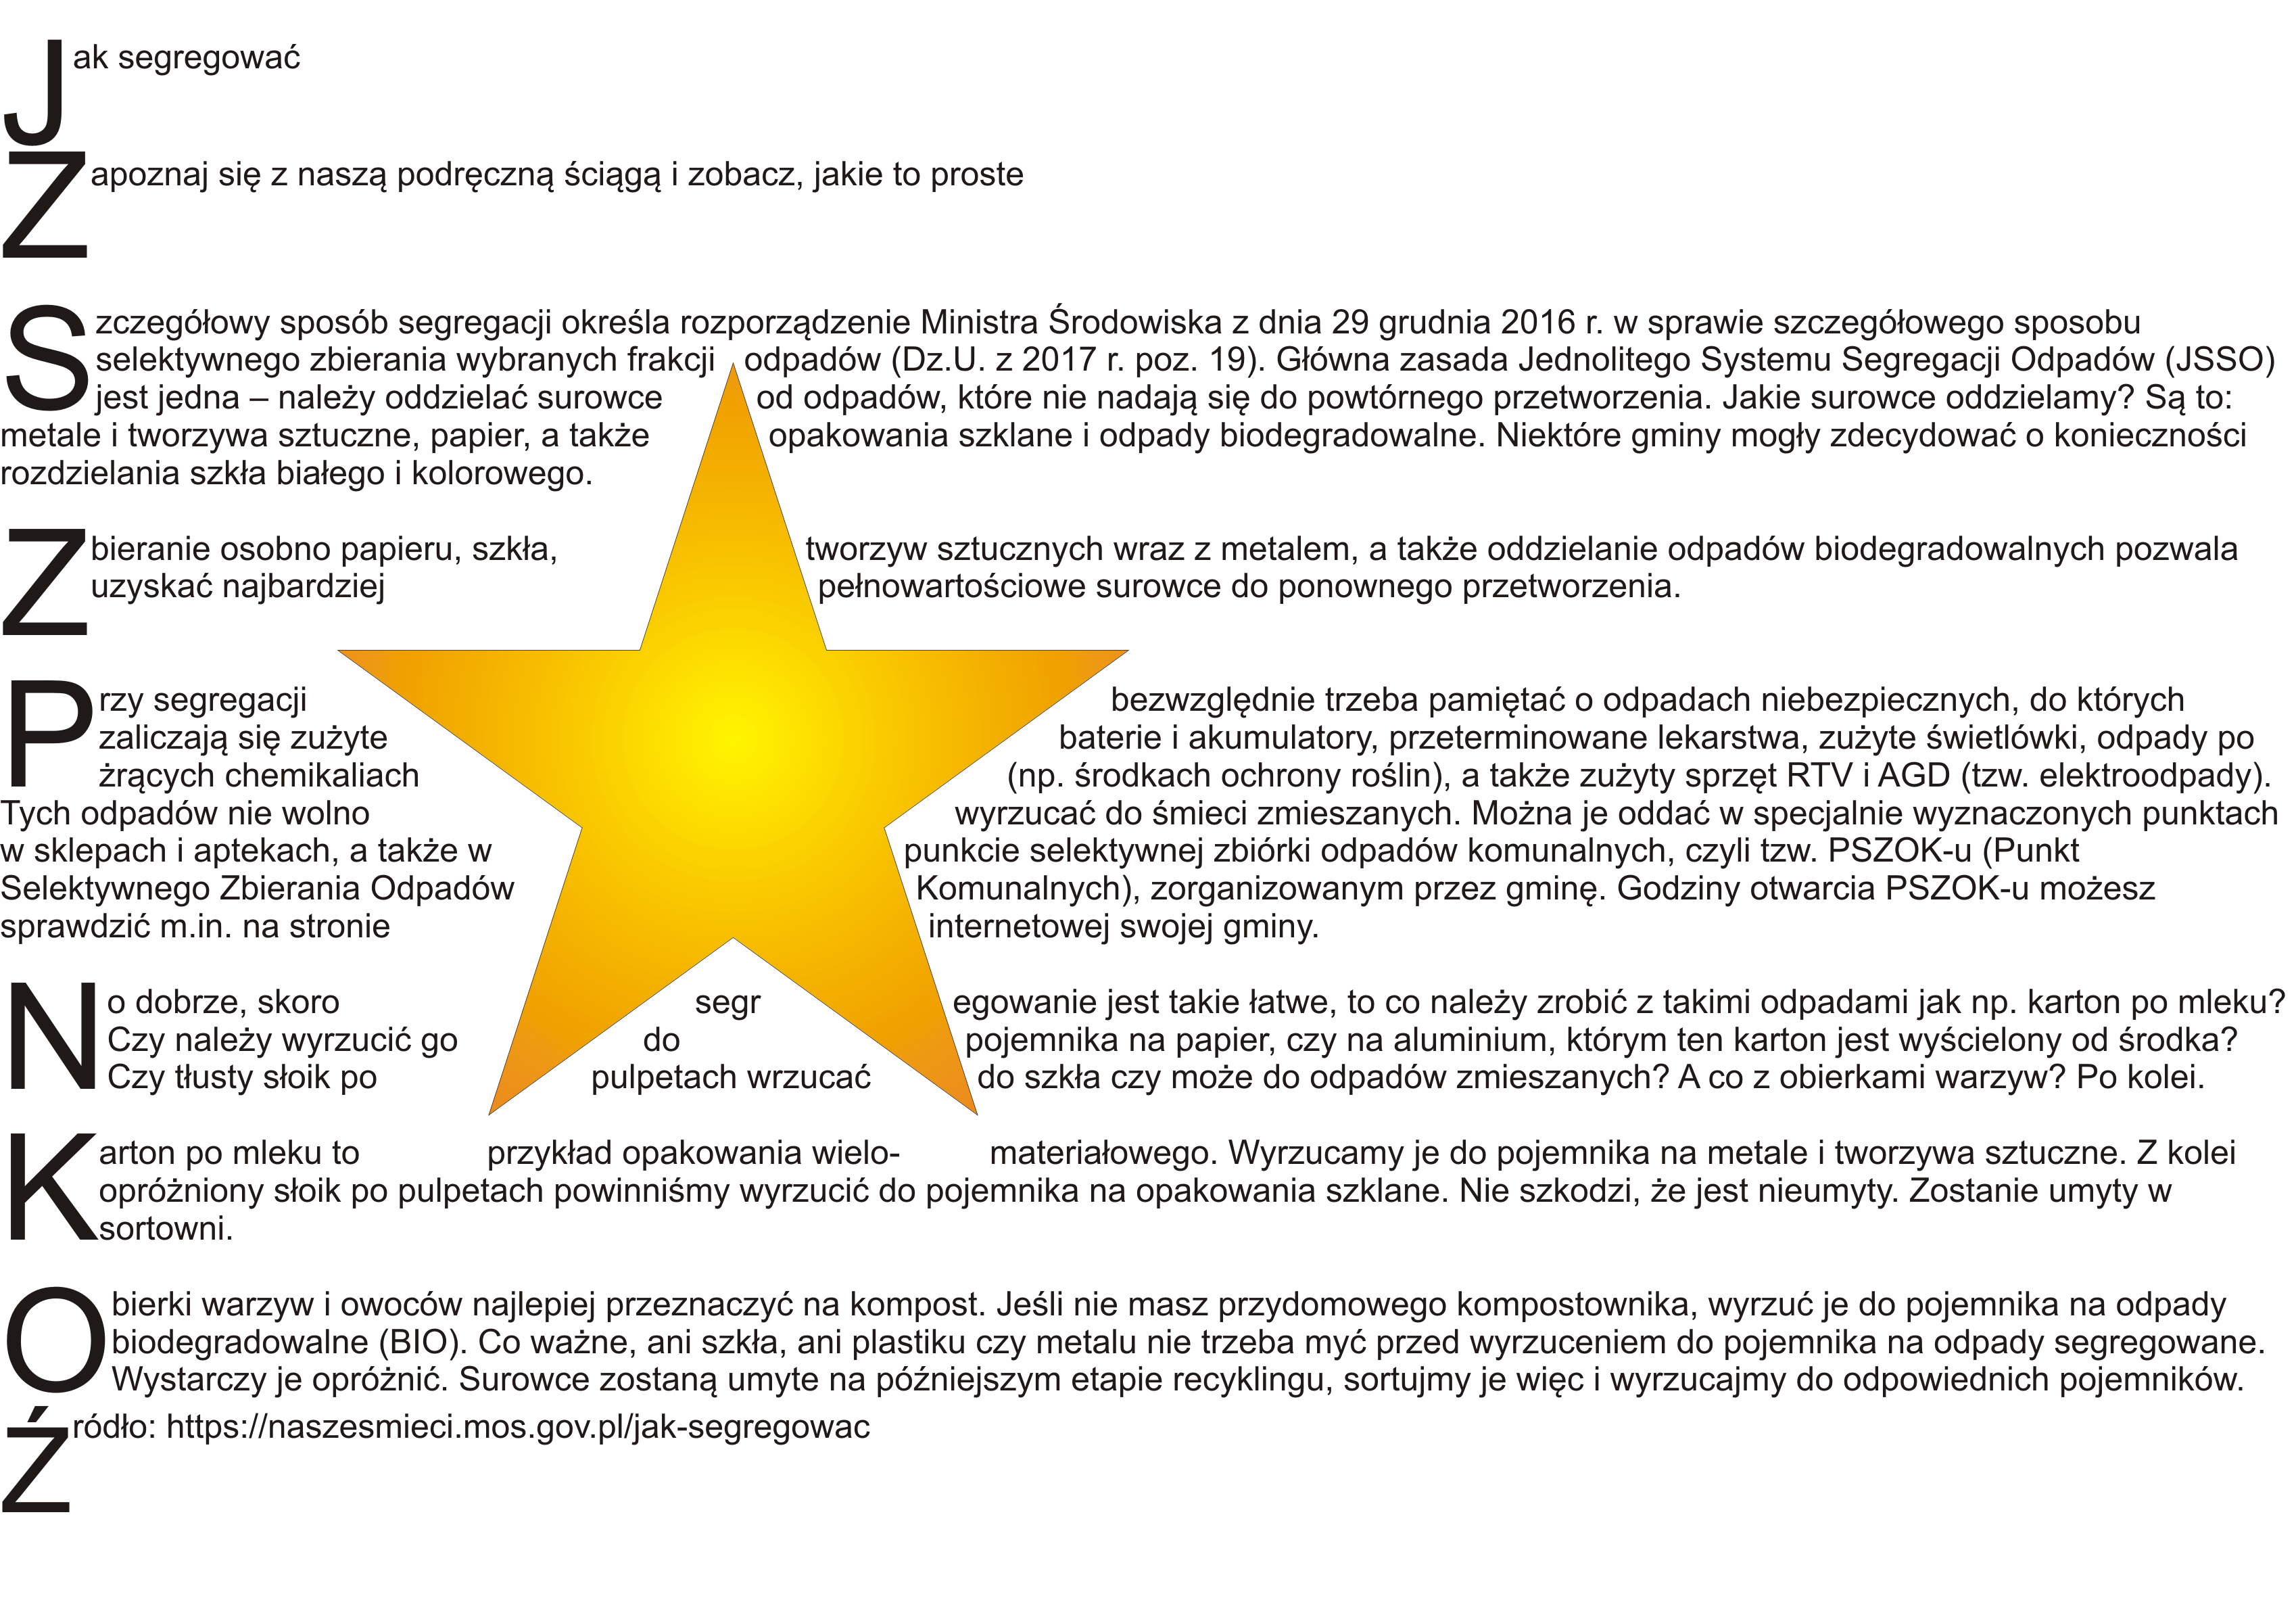 Jak segregować
Zapoznaj się z naszą podręczną ściągą i zobacz, jakie to proste
Szczegółowy sposób segregacji określa rozporządzenie Ministra Środowiska z dnia 29 grudnia 2016 r. w sprawie szczegółowego sposobu
selektywnego zbierania wybranych frakcji odpadów (Dz.U. z 2017 r. poz. 19). Główna zasada Jednolitego Systemu Segregacji Odpadów (JSSO)
jest jedna – należy oddzielać surowce od odpadów, które nie nadają się do powtórnego przetworzenia. Jakie surowce oddzielamy? Są to:
metale i tworzywa sztuczne, papier, a także opakowania szklane i odpady biodegradowalne. Niektóre gminy mogły zdecydować o konieczności
rozdzielania szkła białego i kolorowego.
Zbieranie osobno papieru, szkła, tworzyw sztucznych wraz z metalem, a także oddzielanie odpadów biodegradowalnych pozwala
uzyskać najbardziej pełnowartościowe surowce do ponownego przetworzenia.
Przy segregacji bezwzględnie trzeba pamiętać o odpadach niebezpiecznych, do których
zaliczają się zużyte baterie i akumulatory, przeterminowane lekarstwa, zużyte świetlówki, odpady po
żrących chemikaliach (np. środkach ochrony roślin), a także zużyty sprzęt RTV i AGD (tzw. elektroodpady).
Tych odpadów nie wolno wyrzucać do śmieci zmieszanych. Można je oddać w specjalnie wyznaczonych punktach
w sklepach i aptekach, a także w punkcie selektywnej zbiórki odpadów komunalnych, czyli tzw. PSZOK-u (Punkt
Selektywnego Zbierania Odpadów Komunalnych), zorganizowanym przez gminę. Godziny otwarcia PSZOK-u możesz
sprawdzić m.in. na stronie internetowej swojej gminy.
No dobrze, skoro segr egowanie jest takie łatwe, to co należy zrobić z takimi odpadami jak np. karton po mleku?
Czy należy wyrzucić go do pojemnika na papier, czy na aluminium, którym ten karton jest wyścielony od środka?
Czy tłusty słoik po pulpetach wrzucać do szkła czy może do odpadów zmieszanych? A co z obierkami warzyw? Po kolei.
Karton po mleku to przykład opakowania wielo- materiałowego. Wyrzucamy je do pojemnika na metale i tworzywa sztuczne. Z kolei
opróżniony słoik po pulpetach powinniśmy wyrzucić do pojemnika na opakowania szklane. Nie szkodzi, że jest nieumyty. Zostanie umyty w
sortowni.
Obierki warzyw i owoców najlepiej przeznaczyć na kompost. Jeśli nie masz przydomowego kompostownika, wyrzuć je do pojemnika na odpady
biodegradowalne (BIO). Co ważne, ani szkła, ani plastiku czy metalu nie trzeba myć przed wyrzuceniem do pojemnika na odpady segregowane.
Wystarczy je opróżnić. Surowce zostaną umyte na późniejszym etapie recyklingu, sortujmy je więc i wyrzucajmy do odpowiednich pojemników.
Źródło: https://naszesmieci.mos.gov.pl/jak-segregowac